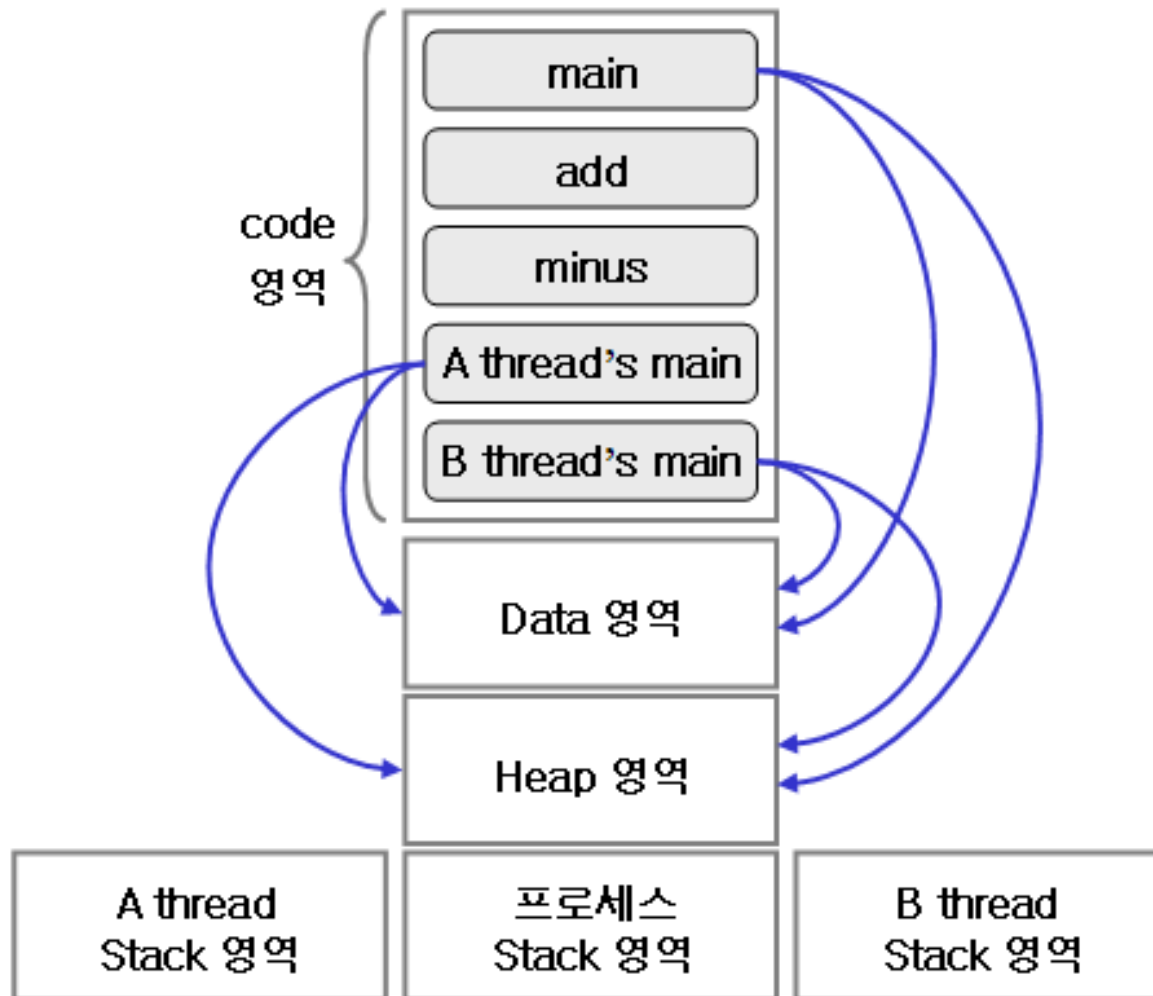 main
add
code
영역
minus
A thread's main
B thread's main
Data 영역
Heap 영역
A thread
Stack 영역
프로세스
Stack 영역
B thread
Stack 영역